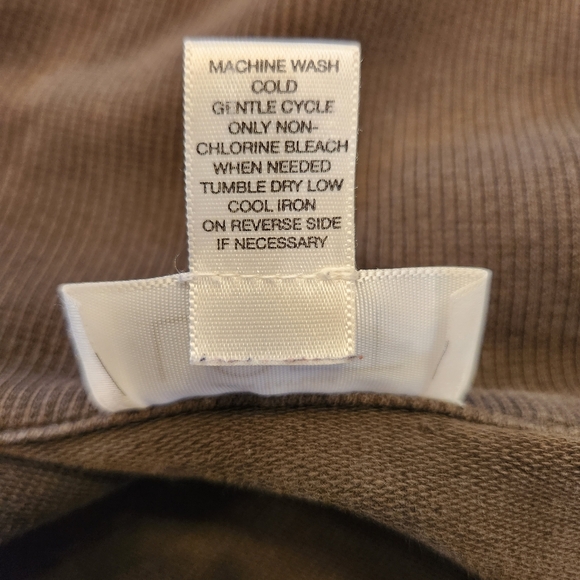 MACHINE WASH
COLD
GENTLE CYCLE
ONLY NON-
CHLORINE BLEACH
WHEN NEEDED
TUMBLE DRY LOW
COOL IRON
ON REVERSE SIDE
IF NECESSARY